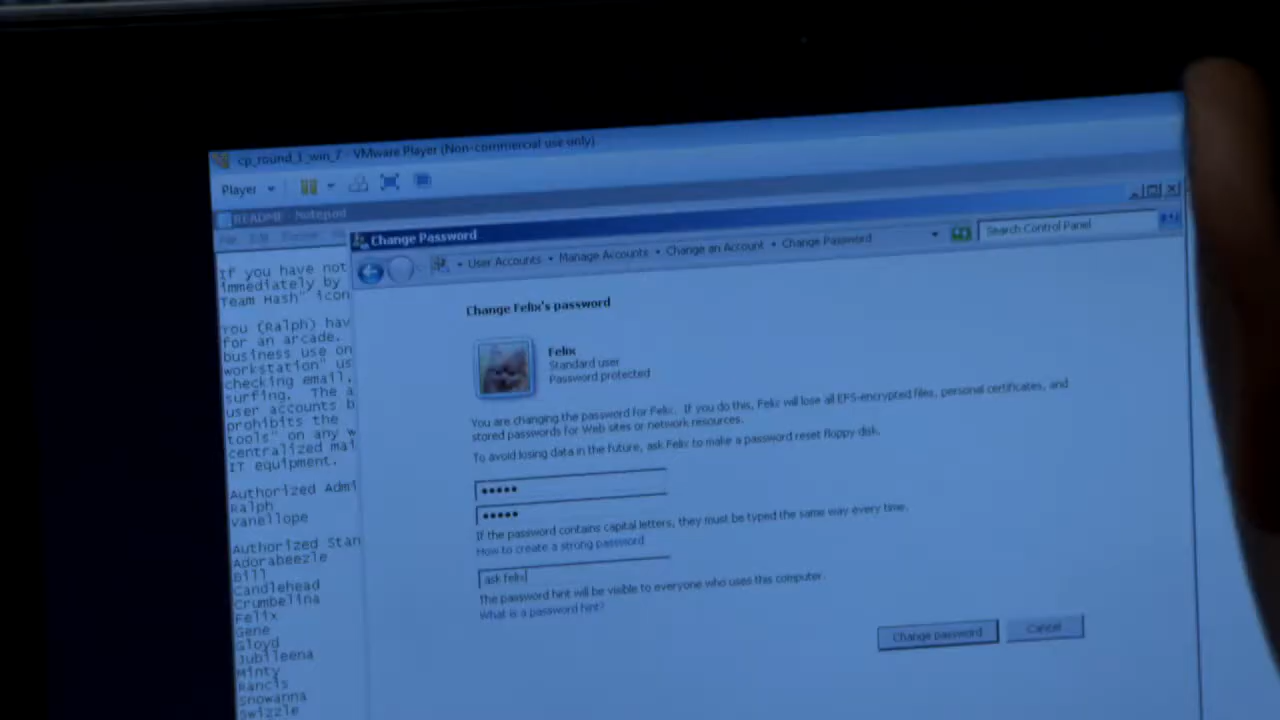 cp_round_1_win_7 - VMware Player (Non-commercial use only)
Player
README - Notepad
Change Password
User Accounts • Manage Accounts • Change an Account • Change Password
Search Control Panel
If you have not
immediately by
Team Hash" icon
You (Ralph) hav
for an arcade.
business use on
workstation" us
checking email,
surfing. The a
user accounts b
prohibits the
tools" on any w
centralized mai
IT equipment.
Authorized Admi
Ralph
vanellope
Authorized Stan
Adorabeezle
Bill
Candlehead
Crumbelina
Felix
Gene
Gloyd
Jubileena
Minty
Rancis
Snowanna
Swizzle
Change Felix's password
Felix
Standard user
Password protected
You are changing the password for Felix. If you do this, Felix will lose all EFS-encrypted files, personal certificates, and
stored passwords for Web sites or network resources.
To avoid losing data in the future, ask Felix to make a password reset floppy disk.
If the password contains capital letters, they must be typed the same way every time.
How to create a strong password
ask felix
The password hint will be visible to everyone who uses this computer.
What is a password hint?
Change password
Cancel